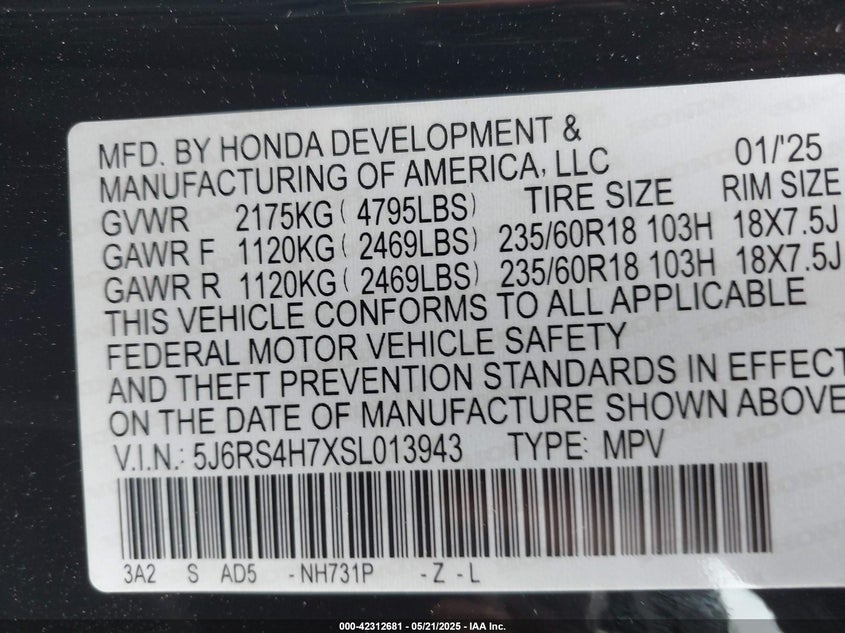 MFD. BY HONDA DEVELOPMENT &
MANUFACTURING OF AMERICA, LLC 01/'25
GVWR 2175KG ( 4795LBS) TIRE SIZE RIM SIZE
GAWR F 1120KG ( 2469LBS) 235/60R18 103H 18X7.5J
GAWR R 1120KG ( 2469LBS) 235/60R18 103H 18X7.5J
THIS VEHICLE CONFORMS TO ALL APPLICABLE
FEDERAL MOTOR VEHICLE SAFETY
AND THEFT PREVENTION STANDARDS IN EFFECT
ON THE DATE OF MANUFACTURE SHOWN ABOVE
V.I.N.: 5J6RS4H7XSL013943 TYPE: MPV
3A2 S AD5 -NH731P -Z -L
000-42312681 - 05/21/2025 - IAA Inc.